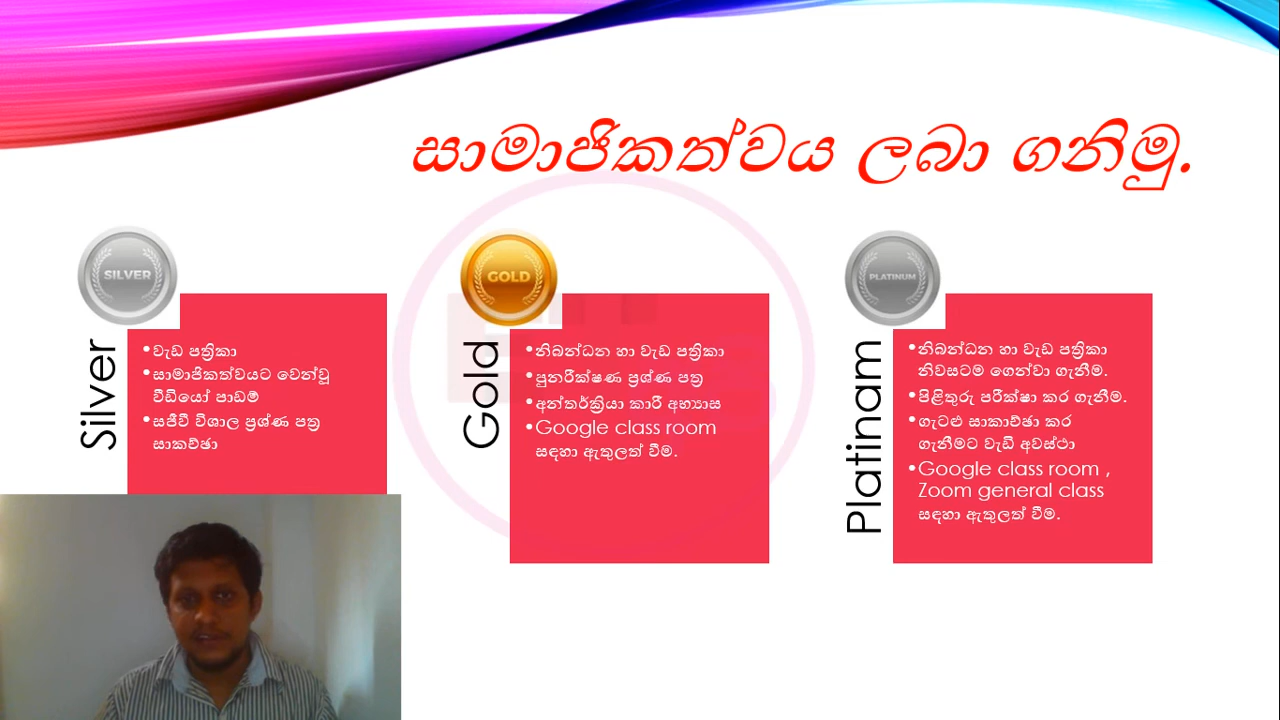 සාමාජිකත්වය ලබා ගනිමු.
SILVER
Silver
•වැඩ පත්‍රිකා
•සාමාජිකත්වයට වෙන්වූ
වීඩියෝ පාඩම්
•සජීවී විශාල ප්‍රශ්ණ පත්‍ර
සාකච්ඡා
GOLD
Gold
•නිබන්ධන හා වැඩ පත්‍රිකා
•පුනරීක්ෂණ ප්‍රශ්ණ පත්‍ර
•අන්තර්ක්‍රියා කාරී අභ්‍යාස
•Google class room
සඳහා ඇතුලත් වීම.
PLATINUM
Platinam
•නිබන්ධන හා වැඩ පත්‍රිකා
නිවසටම ගෙන්වා ගැනීම.
•පිළිතුරු පරීක්ෂා කර ගැනීම.
•ගැටළු සාකාච්ඡා කර
ගැනීමට වැඩි අවස්ථා
•Google class room ,
Zoom general class
සඳහා ඇතුලත් වීම.